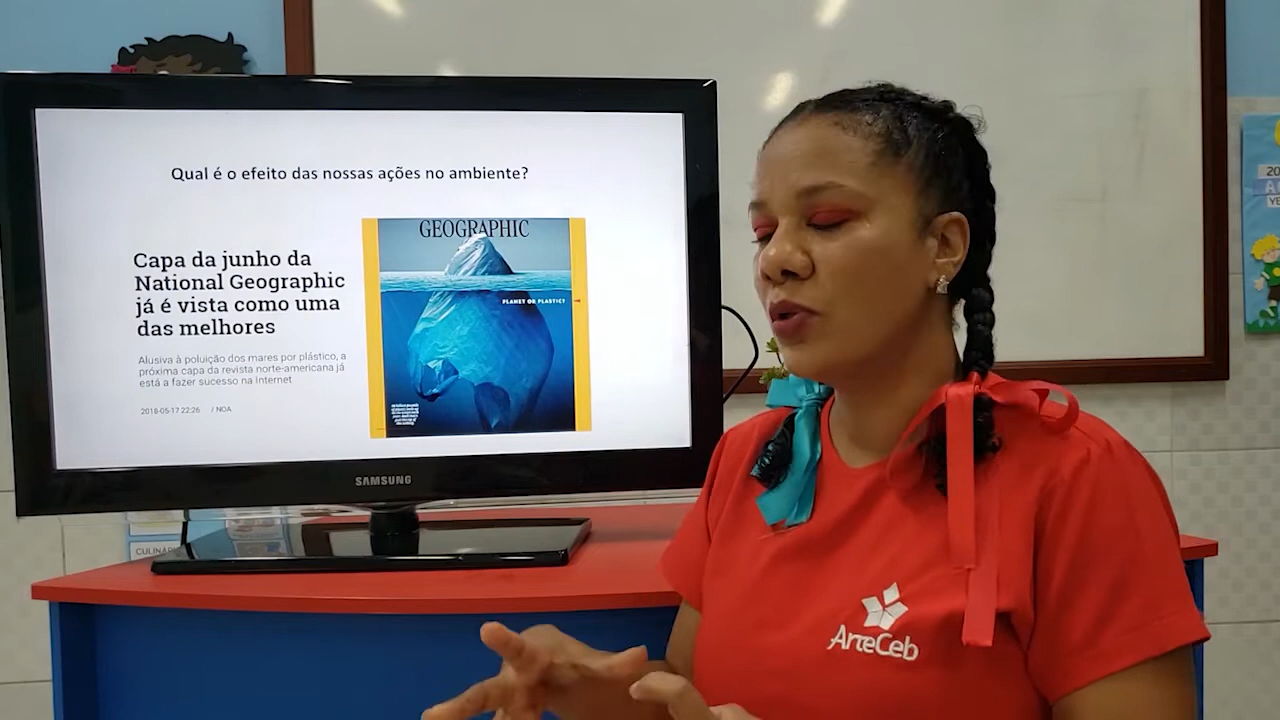 Qual é o efeito das nossas ações no ambiente?
Capa da junho da
National Geographic
já é vista como uma
das melhores
Alusiva à poluição dos mares por plástico, a
próxima capa da revista norte-americana já
está a fazer sucesso na Internet
2018-05-17 22:26 / NOA
GEOGRAPHIC
PLANET OR PLASTIC?
SAMSUNG
ArteCeb
20
A
YE